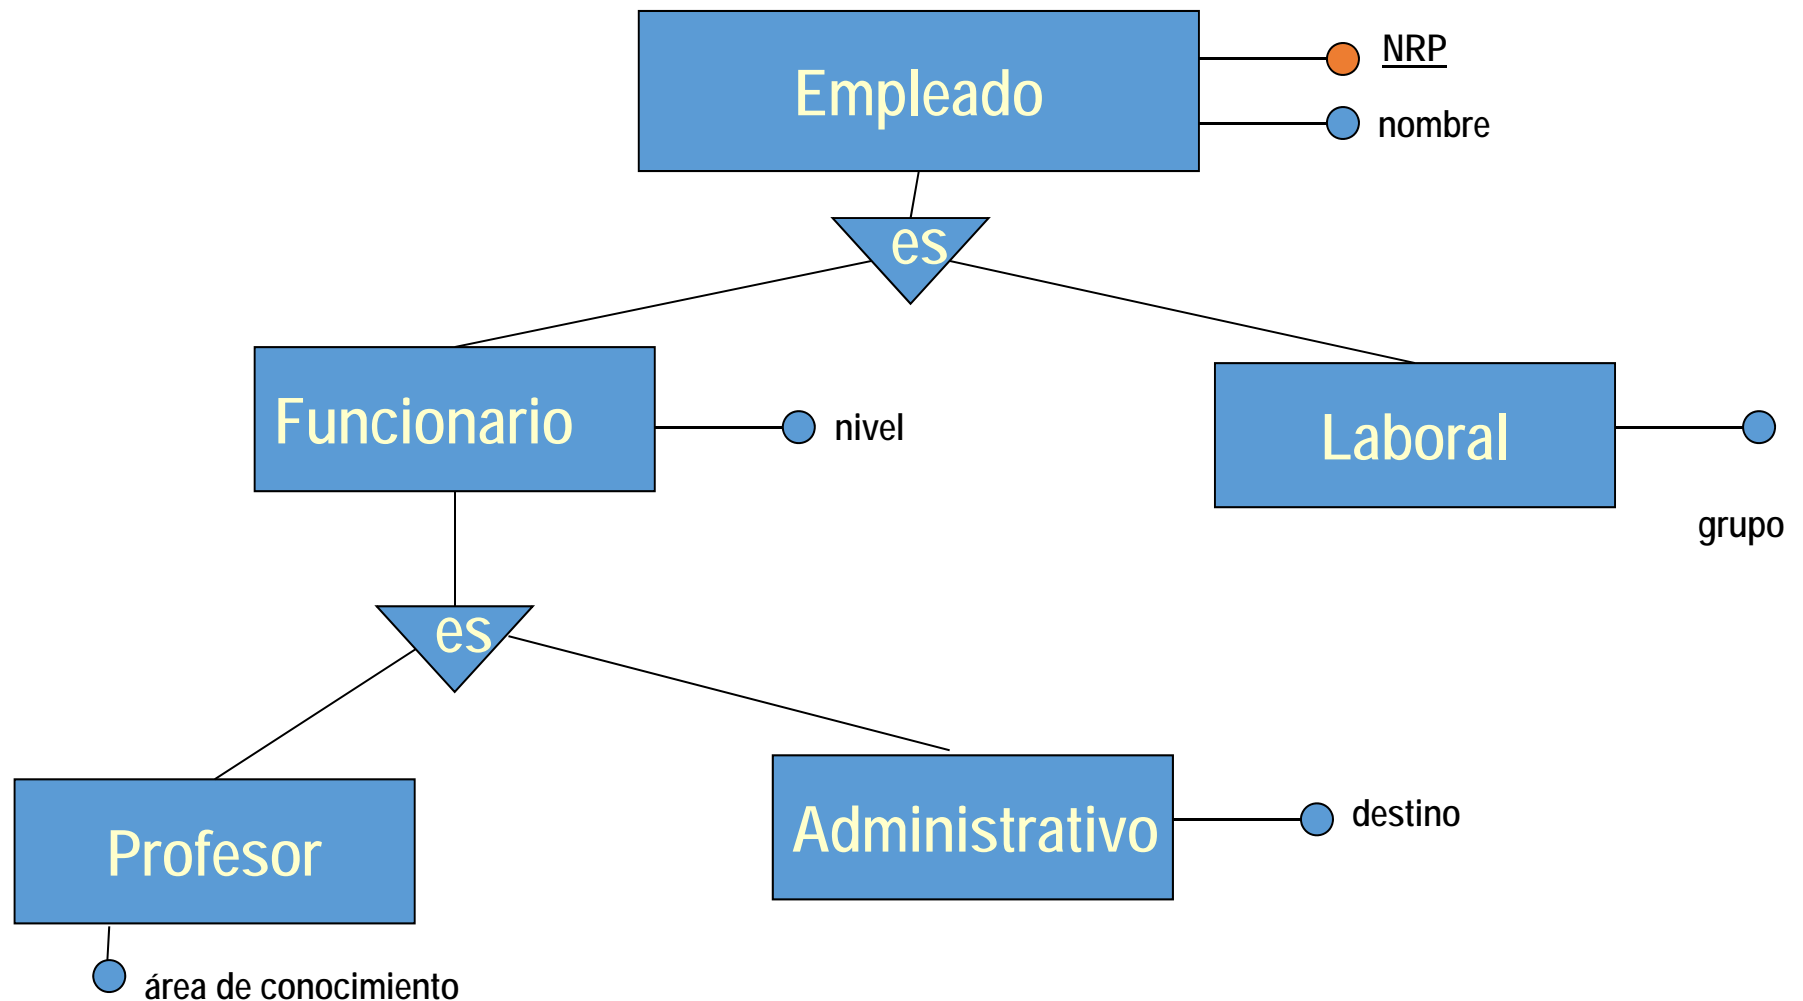 Empleado
NRP
nombre
es
Funcionario
nivel
Laboral
grupo
es
Profesor
Administrativo
destino
área de conocimiento